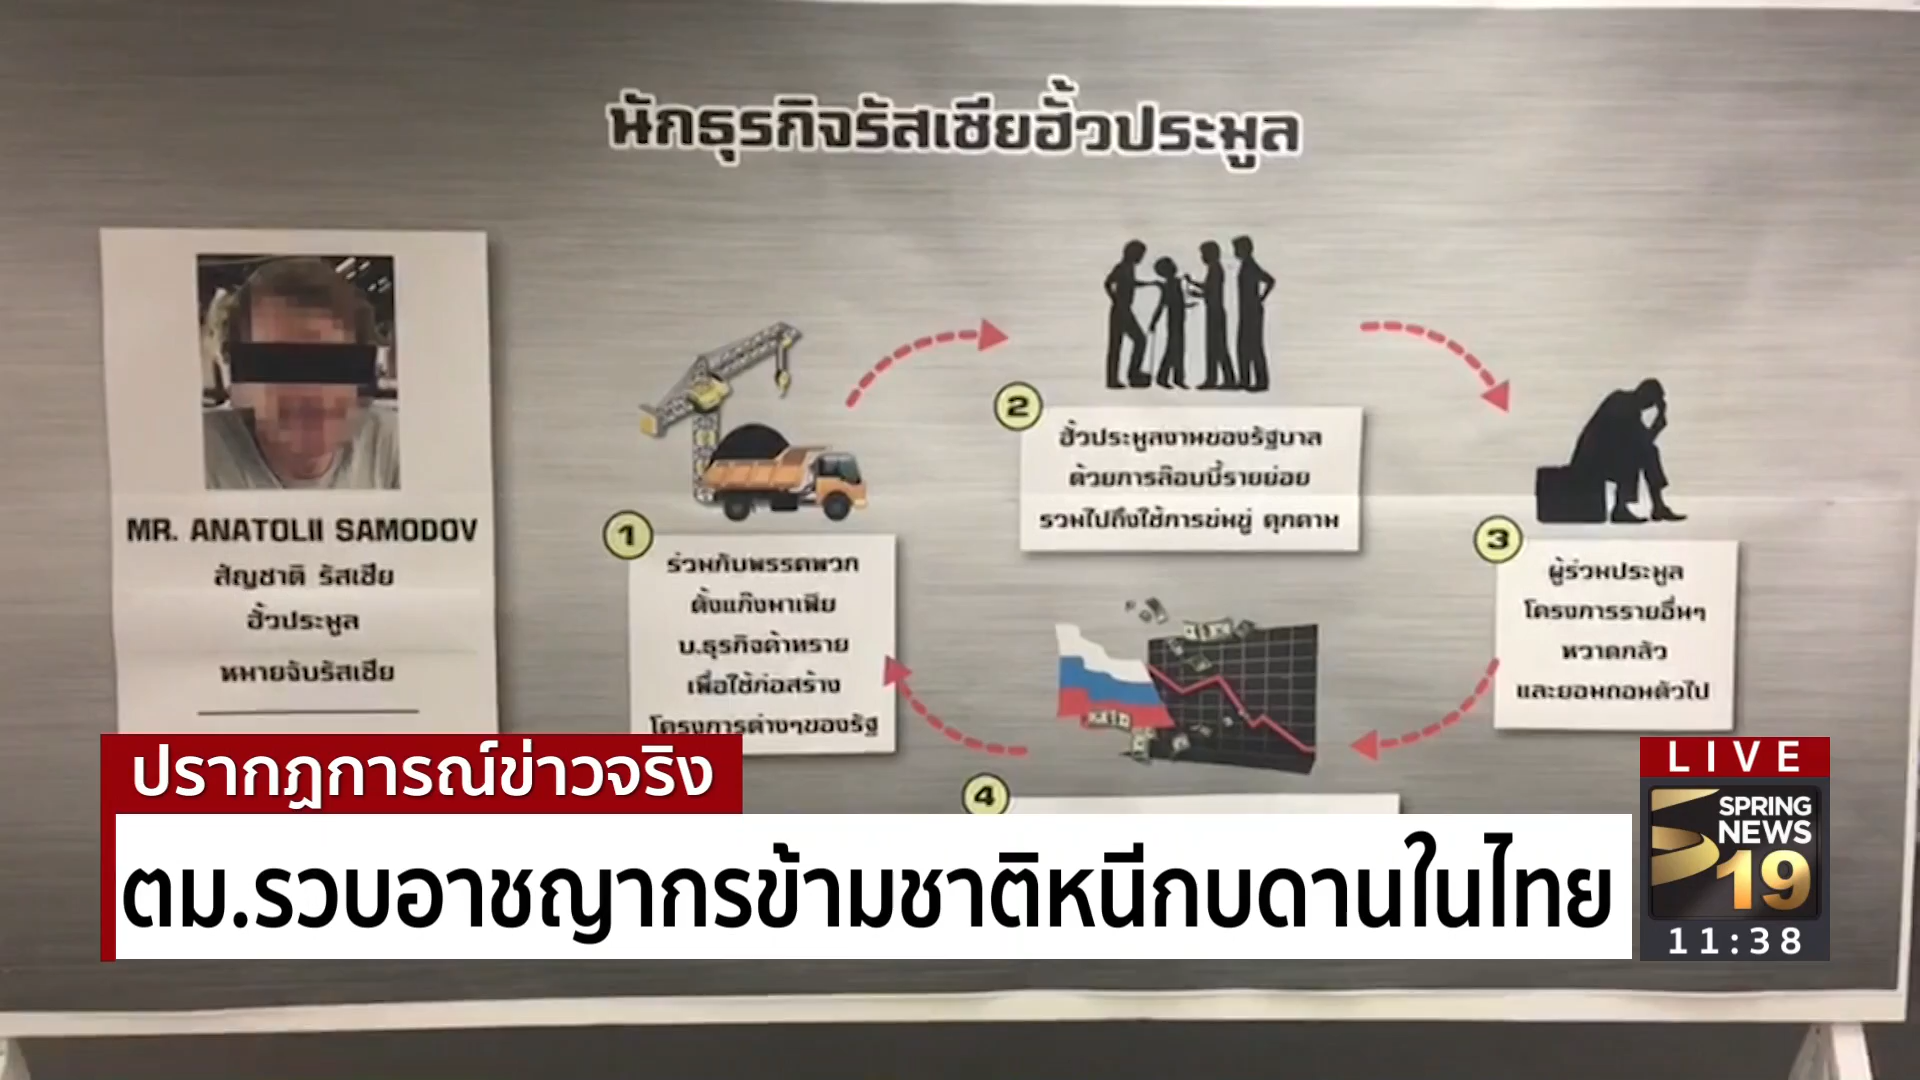 นักธุรกิจรัสเซียฮั้วประมูล
MR. ANATOLII SAMODOV
สัญชาติ รัสเซีย
ฮั้วประมูล
หมายจับรัสเซีย
1
ร่วมกับพรรคพวก
ตั้งแก๊งมาเฟีย
บ.ธุรกิจค้าทราย
เพื่อใช้ก่อสร้าง
โครงการต่างๆของรัฐ
2
ฮั้วประมูลงานของรัฐบาล
ด้วยการล๊อบบี้รายย่อย
รวมไปถึงใช้การข่มขู่ คุกคาม
3
ผู้ร่วมประมูล
โครงการรายอื่นๆ
หวาดกลัว
และยอมถอนตัวไป
4
ปรากฏการณ์ข่าวจริง
ตม.รวบอาชญากรข้ามชาติหนีกบดานในไทย
LIVE
SPRING
NEWS
19
11:38